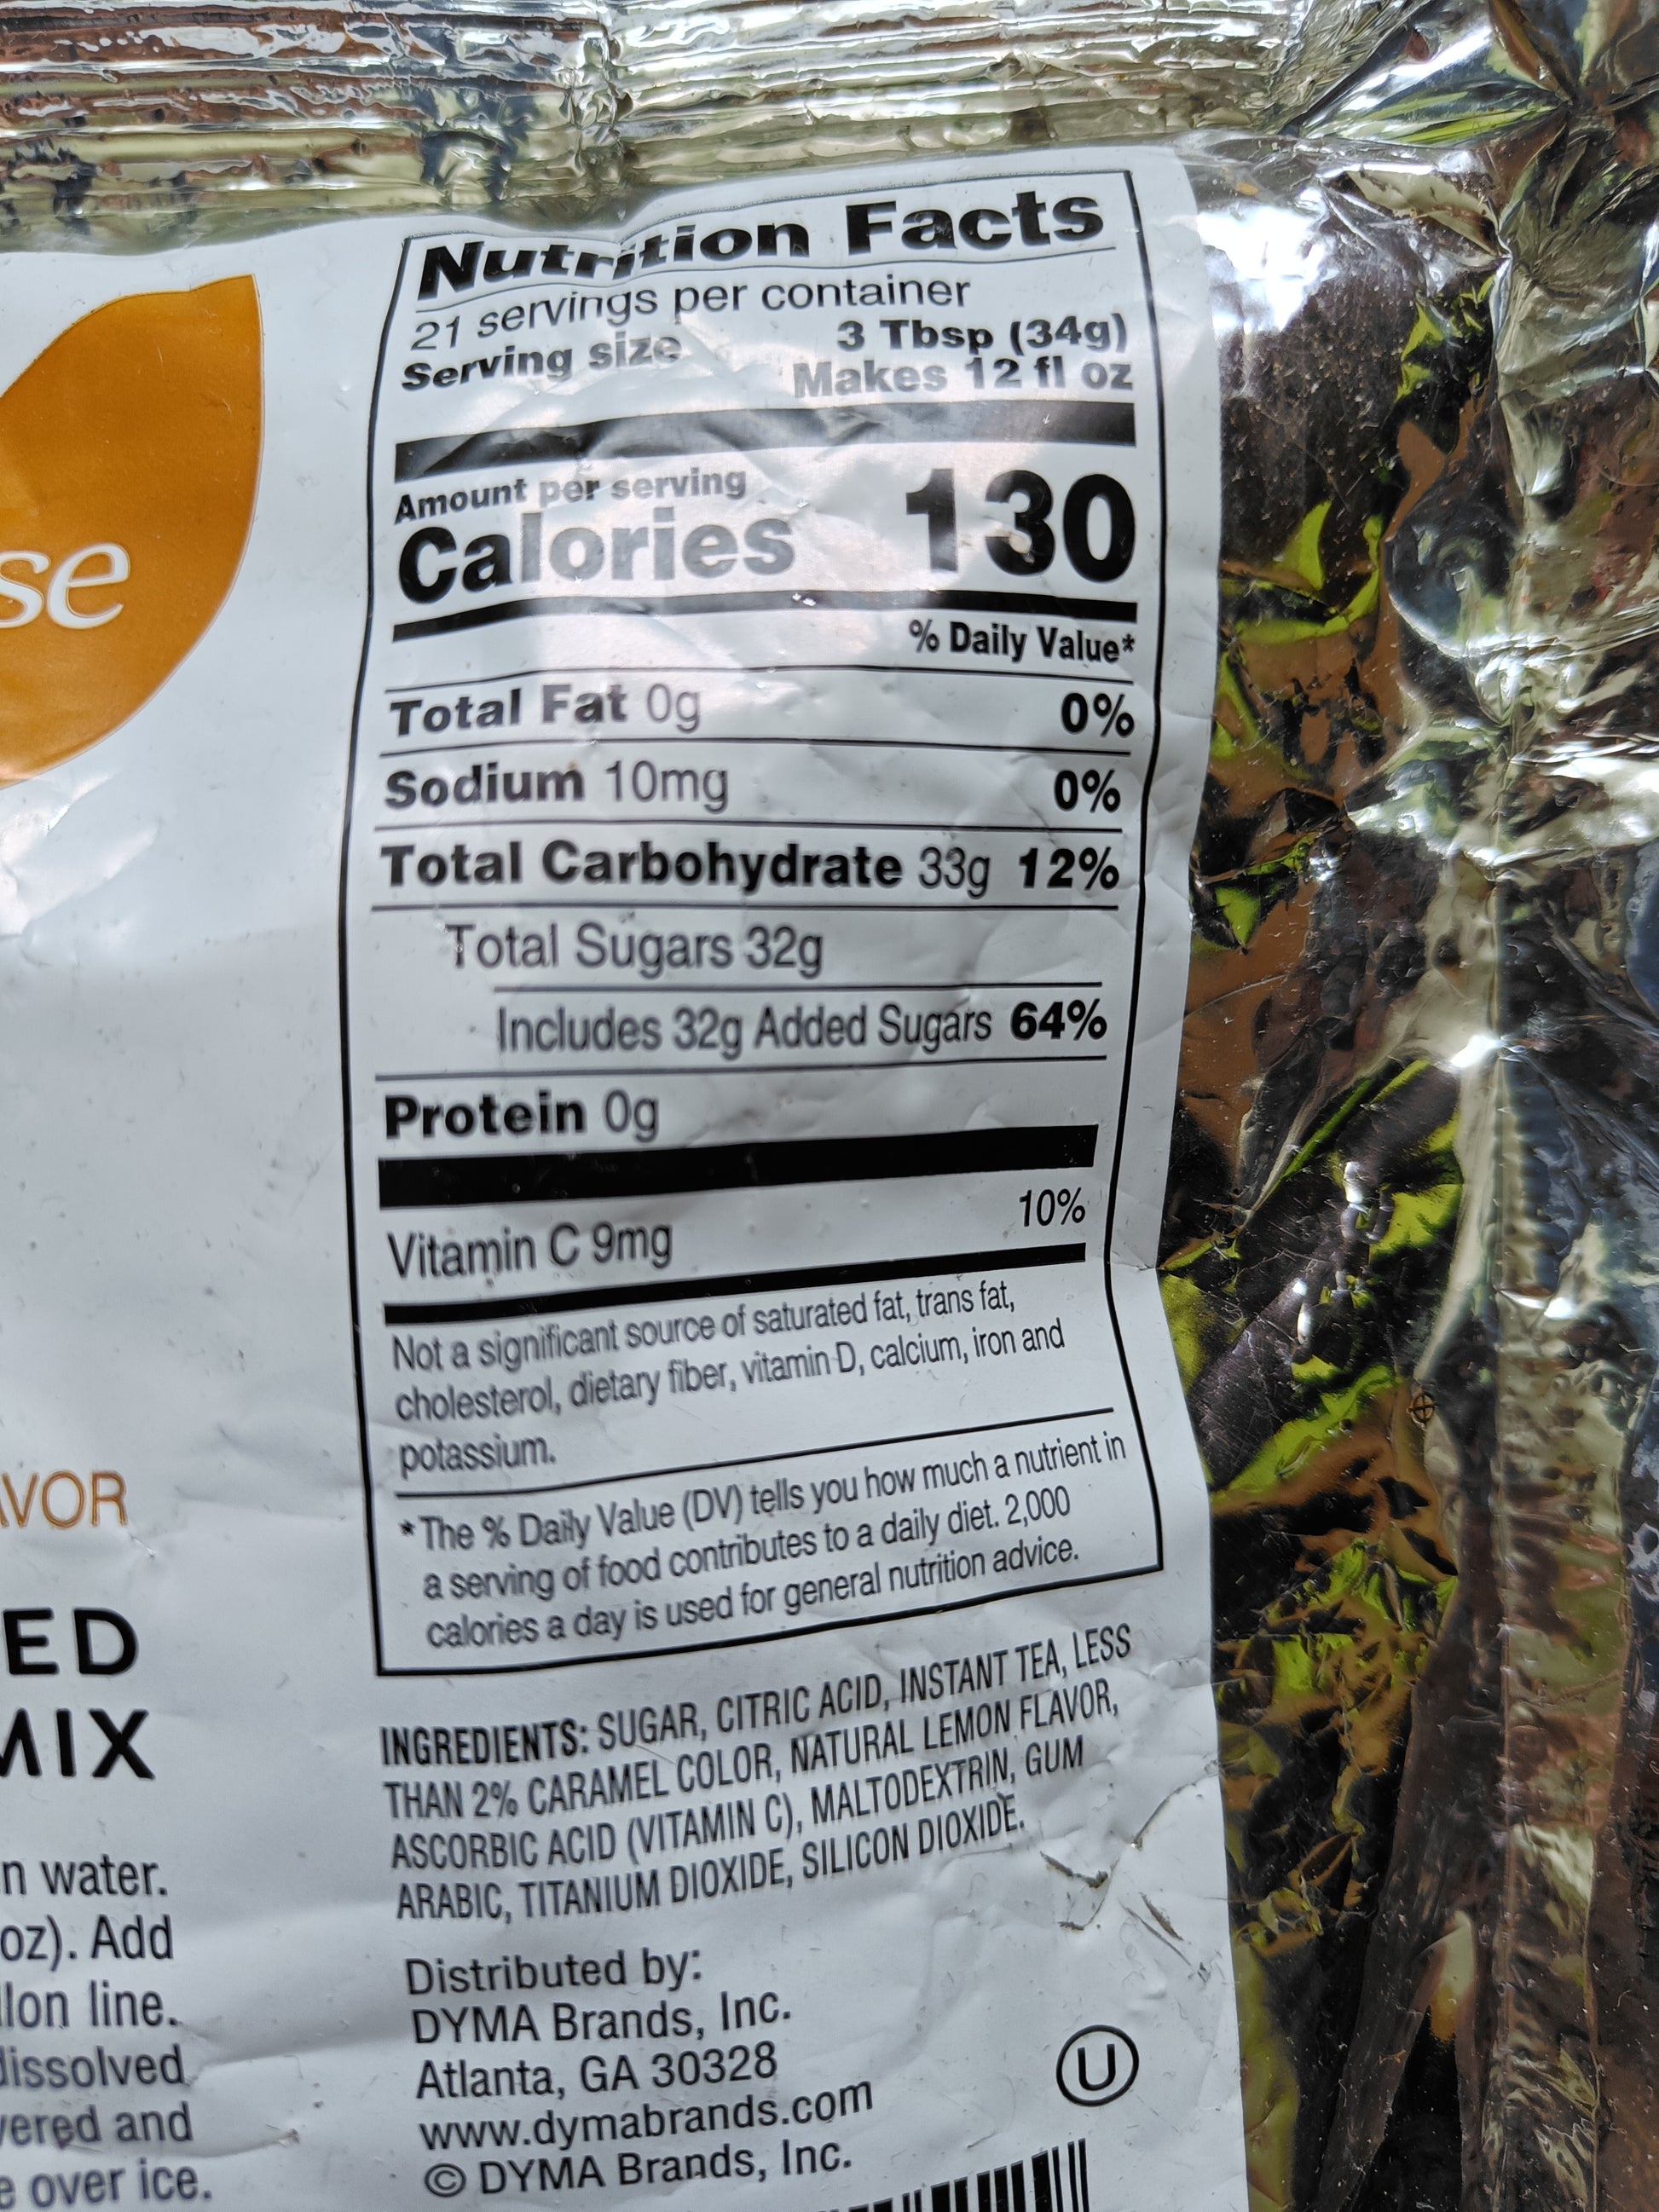 se
AVOR
ED
MIX
n water.
oz). Add
llon line.
dissolved
vered and
e over ice.
Nutrition Facts
21 servings per container
Serving size 3 Tbsp (34g)
Makes 12 fl oz
Amount per serving
Calories 130
% Daily Value*
Total Fat 0g 0%
Sodium 10mg 0%
Total Carbohydrate 33g 12%
Total Sugars 32g
Includes 32g Added Sugars 64%
Protein 0g
Vitamin C 9mg 10%
Not a significant source of saturated fat, trans fat,
cholesterol, dietary fiber, vitamin D, calcium, iron and
potassium.
*The % Daily Value (DV) tells you how much a nutrient in
a serving of food contributes to a daily diet. 2,000
calories a day is used for general nutrition advice.
INGREDIENTS: SUGAR, CITRIC ACID, INSTANT TEA, LESS
THAN 2% CARAMEL COLOR, NATURAL LEMON FLAVOR,
ASCORBIC ACID (VITAMIN C), MALTODEXTRIN, GUM
ARABIC, TITANIUM DIOXIDE, SILICON DIOXIDE.
Distributed by:
DYMA Brands, Inc.
Atlanta, GA 30328
www.dymabrands.com
© DYMA Brands, Inc.
U